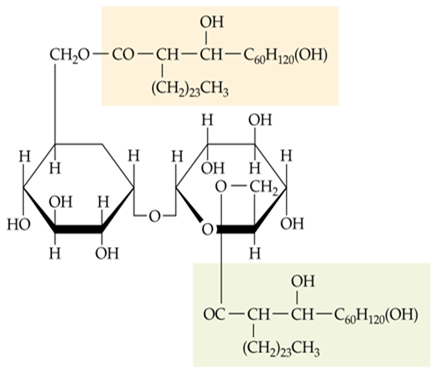 OH
CH₂O—CO—CH—CH—C₆₀H₁₂₀(OH)
(CH₂)₂₃CH₃
H OH
H H H H OH H H
O—CH₂
OH H OH
HO O O OH
H OH H
OH
OC—CH—CH—C₆₀H₁₂₀(OH)
(CH₂)₂₃CH₃